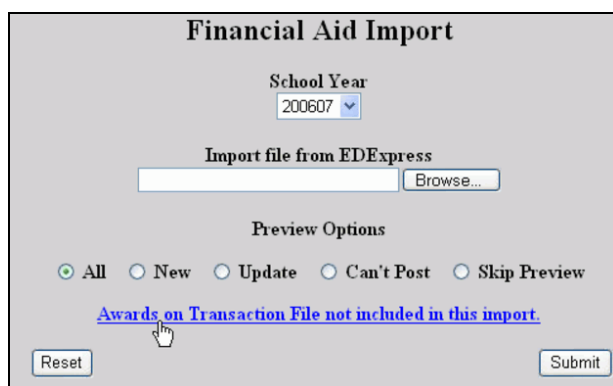 Financial Aid Import
School Year
200607
Import file from EDExpress
Browse...
Preview Options
All New Update Can't Post Skip Preview
Awards on Transaction File not included in this import.
Reset Submit